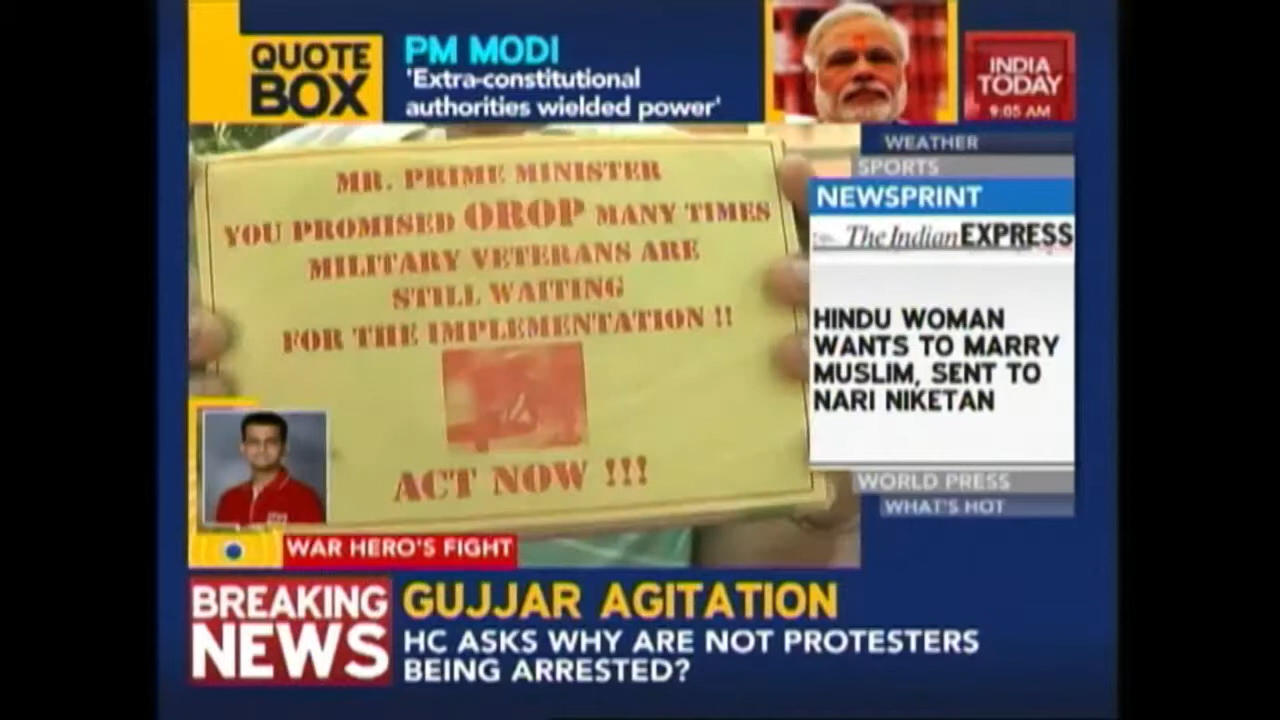 QUOTE
BOX
PM MODI
'Extra-constitutional
authorities wielded power'
INDIA
TODAY
9:05 AM
MR. PRIME MINISTER
YOU PROMISED OROP MANY TIMES
MILITARY VETERANS ARE
STILL WAITING
FOR THE IMPLEMENTATION !!
ACT NOW !!!
WEATHER
SPORTS
NEWSPRINT
The Indian EXPRESS
HINDU WOMAN
WANTS TO MARRY
MUSLIM, SENT TO
NARI NIKETAN
WORLD PRESS
WHAT'S HOT
WAR HERO'S FIGHT
BREAKING
NEWS
GUJJAR AGITATION
HC ASKS WHY ARE NOT PROTESTERS
BEING ARRESTED?